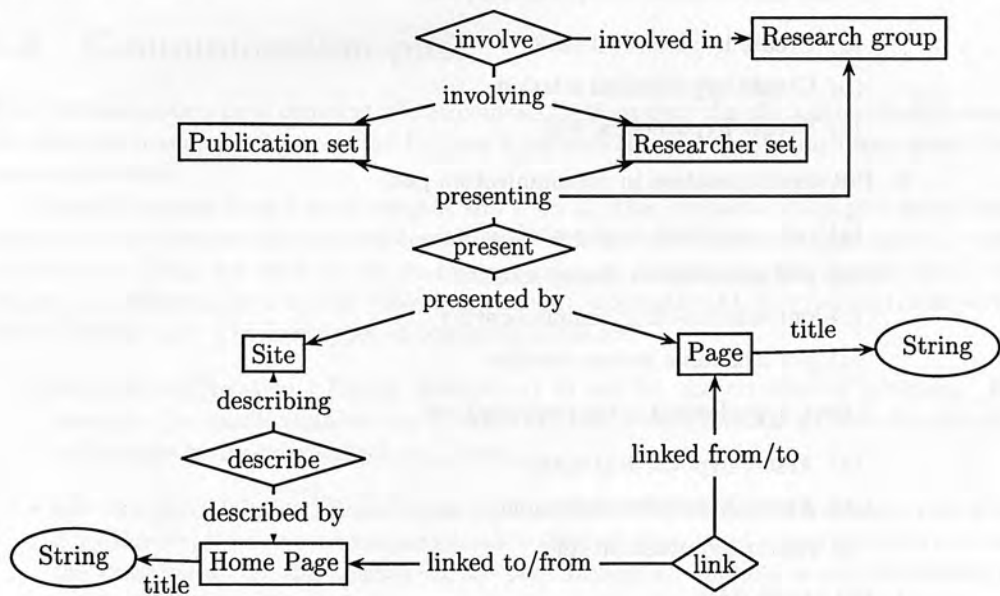 involve
involved in
Research group
involving
Publication set
Researcher set
presenting
present
presented by
Site
Page
title
String
describing
describe
linked from/to
described by
String
title
Home Page
linked to/from
link